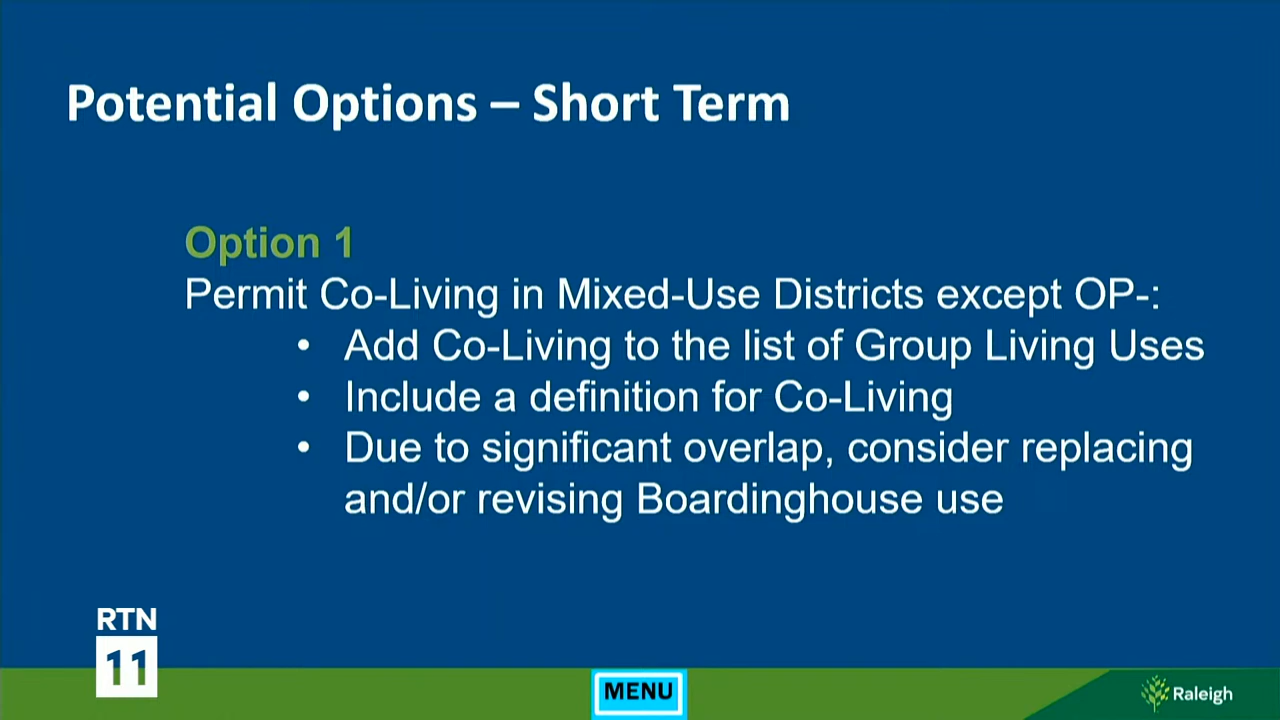 Potential Options – Short Term
Option 1
Permit Co-Living in Mixed-Use Districts except OP-:
• Add Co-Living to the list of Group Living Uses
• Include a definition for Co-Living
• Due to significant overlap, consider replacing
and/or revising Boardinghouse use
RTN
11
MENU
Raleigh